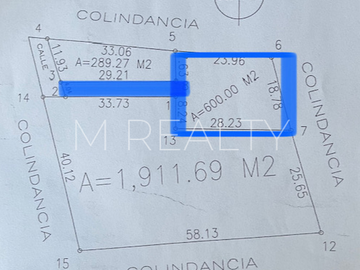 COLINDANCIA
4
5
6
33.06
23.96
11.93
CALLE
A=289.27 M2
29.21
3
2
14
33.73
A=600.00 M2
18.78
COLINDANCIA
M REALTY
28.23
13
7
40.12
A=1,911.69 M2
25.65
COLINDANCIA
58.13
12
15
COLINDANCIA